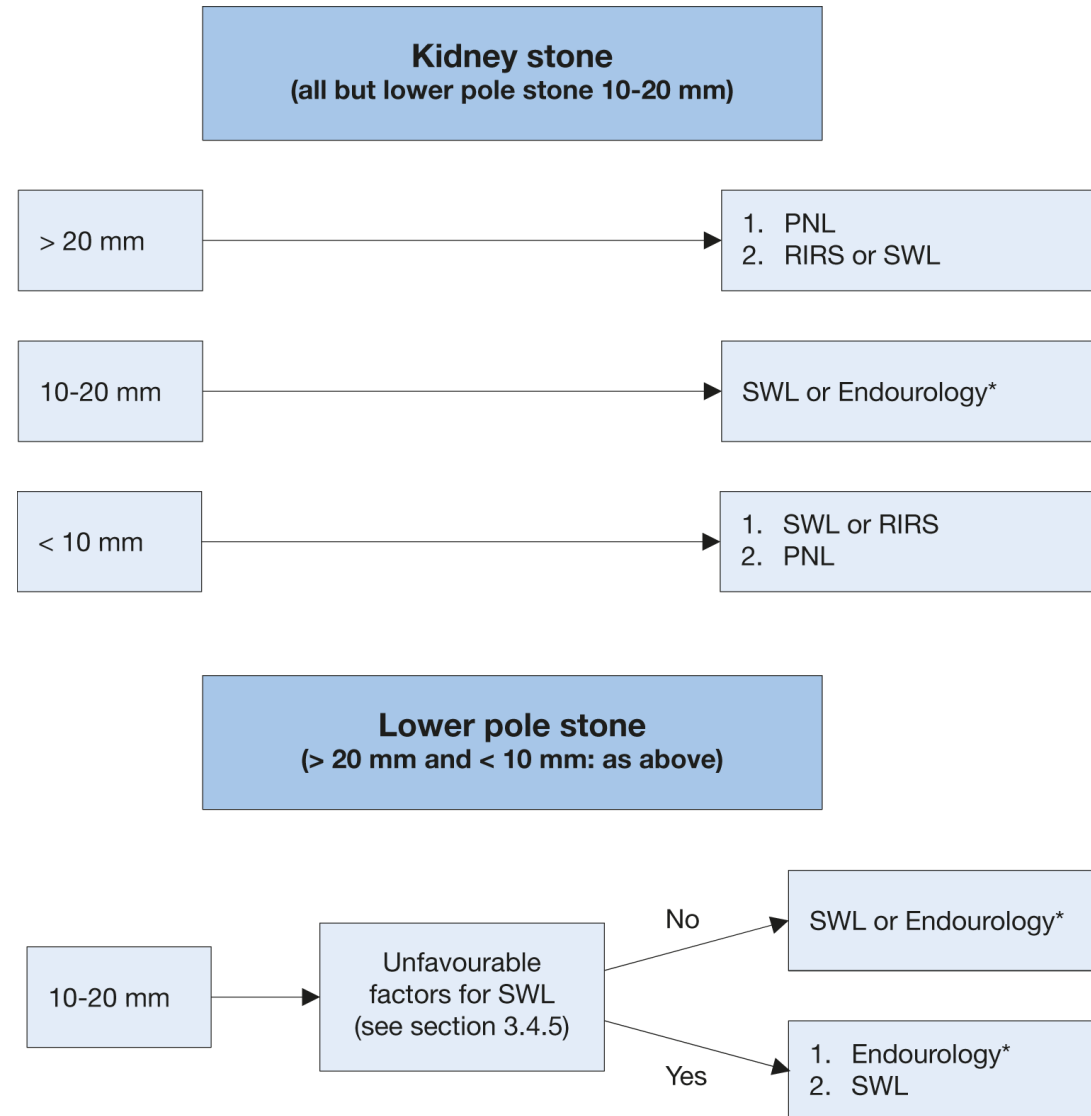 Kidney stone
(all but lower pole stone 10-20 mm)
> 20 mm
1. PNL
2. RIRS or SWL
10-20 mm
SWL or Endourology*
< 10 mm
1. SWL or RIRS
2. PNL
Lower pole stone
(> 20 mm and < 10 mm: as above)
10-20 mm
Unfavourable
factors for SWL
(see section 3.4.5)
No
SWL or Endourology*
Yes
1. Endourology*
2. SWL